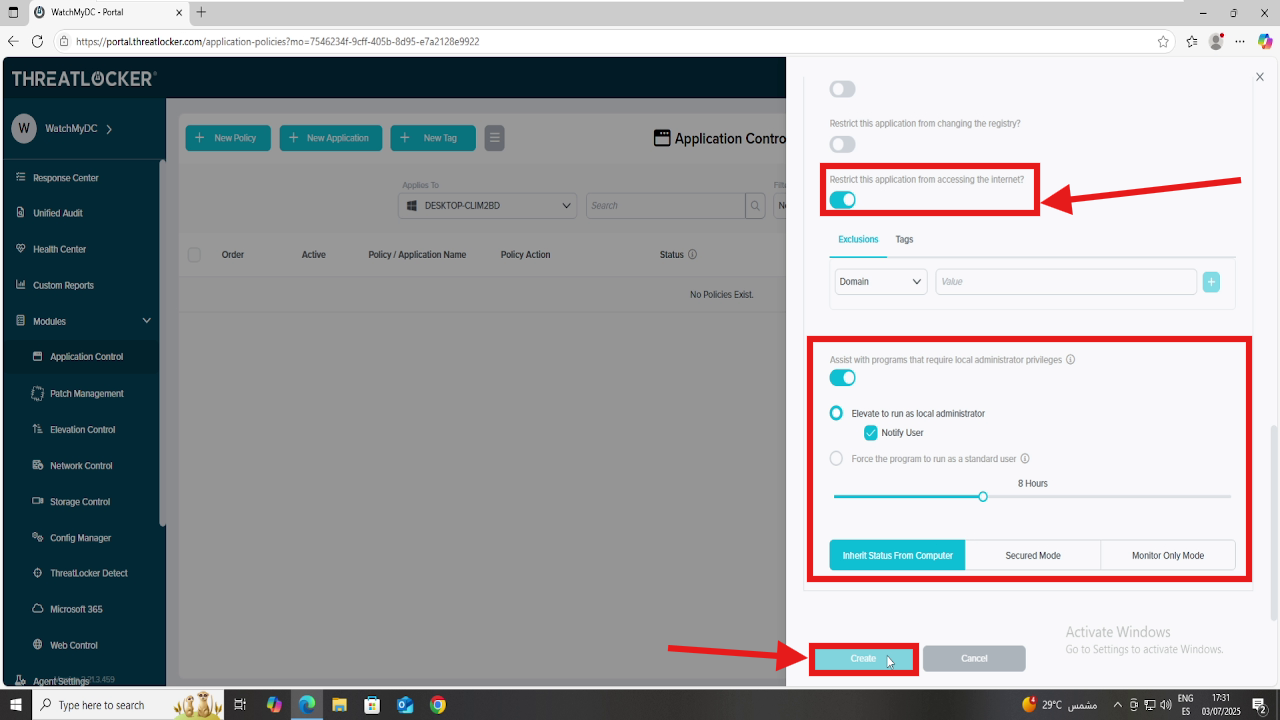 WatchMyDC - Portal
https://portal.threatlocker.com/application-policies?mo=7546234f-9cff-405b-8d95-e7a2128e9922
THREATLOCKER
W WatchMyDC
Response Center
Unified Audit
Health Center
Custom Reports
Modules
Application Control
Patch Management
Elevation Control
Network Control
Storage Control
Config Manager
ThreatLocker Detect
Microsoft 365
Web Control
Agent Settings
New Policy
New Application
New Tag
Application Contro
Applies To
DESKTOP-CLIM2BD
Search
Order Active Policy / Application Name Policy Action Status
No Policies Exist.
X
Restrict this application from changing the registry?
Restrict this application from accessing the internet?
Exclusions Tags
Domain Value
Assist with programs that require local administrator privileges
Elevate to run as local administrator
Notify User
Force the program to run as a standard user
8 Hours
Inherit Status From Computer Secured Mode Monitor Only Mode
Create Cancel
Activate Windows
Go to Settings to activate Windows.
Type here to search
29°C
ENG
ES
17:31
03/07/2025